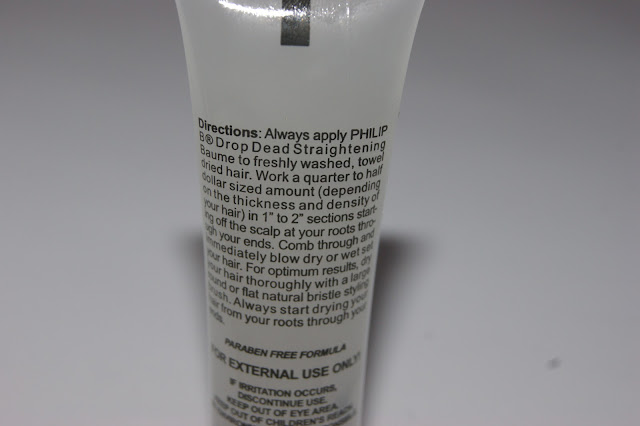 Directions: Always apply PHILIP
B® Drop Dead Straightening
Baume to freshly washed, towel
dried hair. Work a quarter to half
dollar sized amount (depending
on the thickness and density of
your hair) in 1" to 2" sections start-
ing off the scalp at your roots thro-
ugh your ends. Comb through and
immediately blow dry or wet set
your hair. For optimum results, dry
your hair thoroughly with a large
round or flat natural bristle styling
brush. Always start drying your
hair from your roots through your
ends.
PARABEN FREE FORMULA
FOR EXTERNAL USE ONLY!
IF IRRITATION OCCURS,
DISCONTINUE USE.
KEEP OUT OF EYE AREA.
KEEP OUT OF CHILDREN'S REACH.